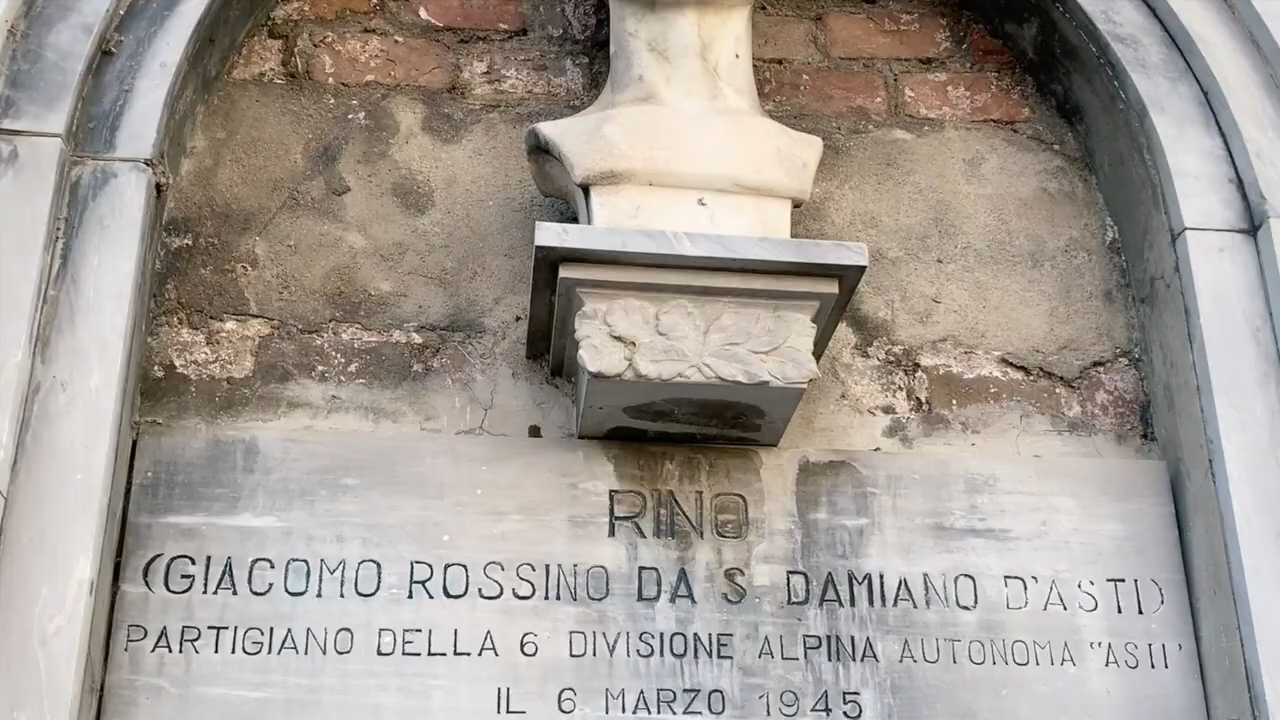 RINO
(GIACOMO ROSSINO DA S. DAMIANO D'ASTI)
PARTIGIANO DELLA 6ª DIVISIONE ALPINA AUTONOMA "ASTI"
IL 6 MARZO 1945